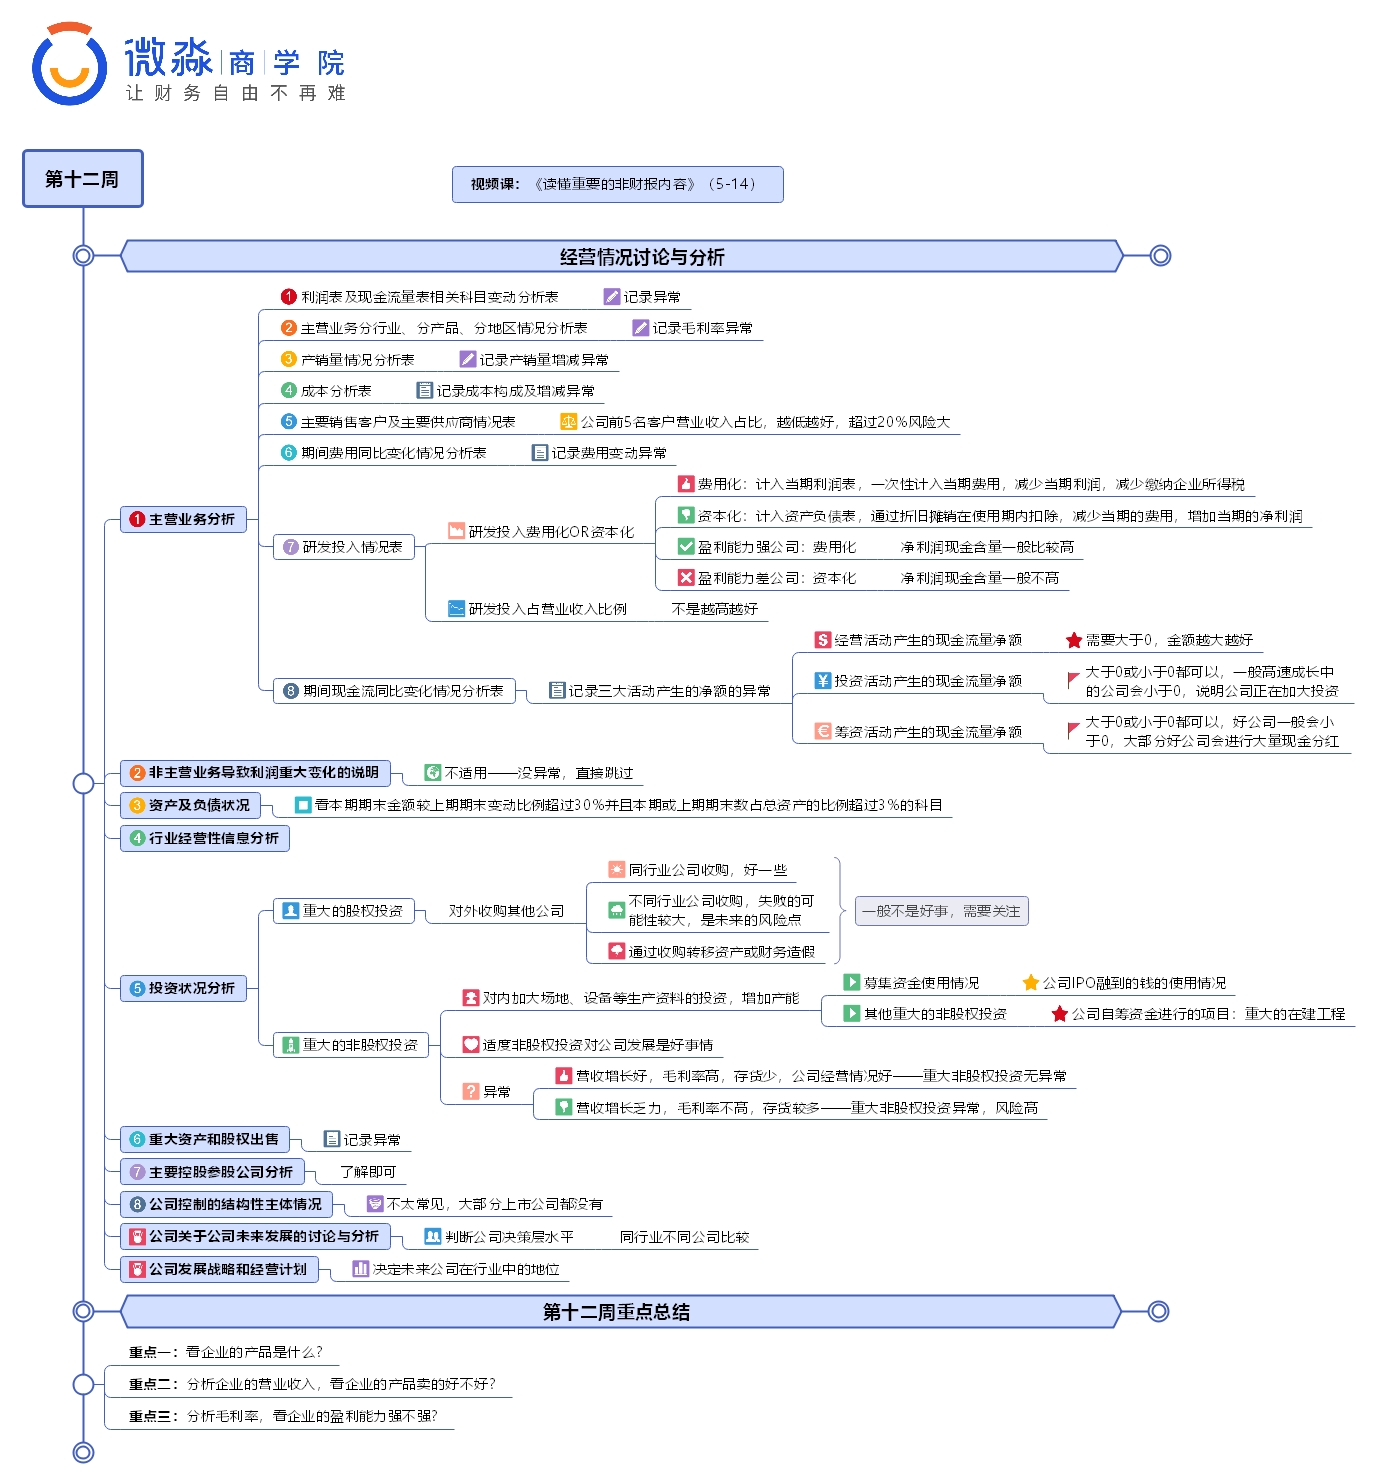 微淼 商学院
让财务自由不再难
第十二周
视频课：《读懂重要的非财报内容》（5-14）
经营情况讨论与分析
1 利润表及现金流量表相关科目变动分析表 记录异常
2 主营业务分行业、分产品、分地区情况分析表 记录毛利率异常
3 产销量情况分析表 记录产销量增减异常
4 成本分析表 记录成本构成及增减异常
5 主要销售客户及主要供应商情况表 公司前5名客户营业收入占比，越低越好，超过20%风险大
6 期间费用同比变化情况分析表 记录费用变动异常
1 主营业务分析
7 研发投入情况表
研发投入费用化OR资本化
费用化：计入当期利润表，一次性计入当期费用，减少当期利润，减少缴纳企业所得税
资本化：计入资产负债表，通过折旧摊销在使用期内扣除，减少当期的费用，增加当期的净利润
盈利能力强公司：费用化 净利润现金含量一般比较高
盈利能力差公司：资本化 净利润现金含量一般不高
研发投入占营业收入比例 不是越高越好
8 期间现金流同比变化情况分析表 记录三大活动产生的净额的异常
$ 经营活动产生的现金流量净额 需要大于0，金额越大越好
¥ 投资活动产生的现金流量净额
大于0或小于0都可以，一般高速成长中
的公司会小于0，说明公司正在加大投资
€ 筹资活动产生的现金流量净额
大于0或小于0都可以，好公司一般会小
于0，大部分好公司会进行大量现金分红
2 非主营业务导致利润重大变化的说明 不适用——没异常，直接跳过
3 资产及负债状况 看本期期末金额较上期期末变动比例超过30%并且本期或上期期末数占总资产的比例超过3%的科目
4 行业经营性信息分析
5 投资状况分析
重大的股权投资 对外收购其他公司
同行业公司收购，好一些
不同行业公司收购，失败的可
能性较大，是未来的风险点
通过收购转移资产或财务造假
一般不是好事，需要关注
重大的非股权投资
对内加大场地、设备等生产资料的投资，增加产能
募集资金使用情况 公司IPO融到的钱的使用情况
其他重大的非股权投资 公司自筹资金进行的项目：重大的在建工程
适度非股权投资对公司发展是好事情
? 异常
营收增长好，毛利率高，存货少，公司经营情况好——重大非股权投资无异常
营收增长乏力，毛利率不高，存货较多——重大非股权投资异常，风险高
6 重大资产和股权出售 记录异常
7 主要控股参股公司分析 了解即可
8 公司控制的结构性主体情况 不太常见，大部分上市公司都没有
公司关于公司未来发展的讨论与分析 判断公司决策层水平 同行业不同公司比较
公司发展战略和经营计划 决定未来公司在行业中的地位
第十二周重点总结
重点一：看企业的产品是什么？
重点二：分析企业的营业收入，看企业的产品卖的好不好？
重点三：分析毛利率，看企业的盈利能力强不强？